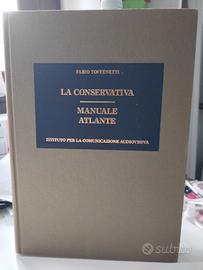 FABIO TOFFENETTI
LA CONSERVATIVA
MANUALE
ATLANTE
ISTITUTO PER LA COMUNICAZIONE AUDIOVISIVA
subito